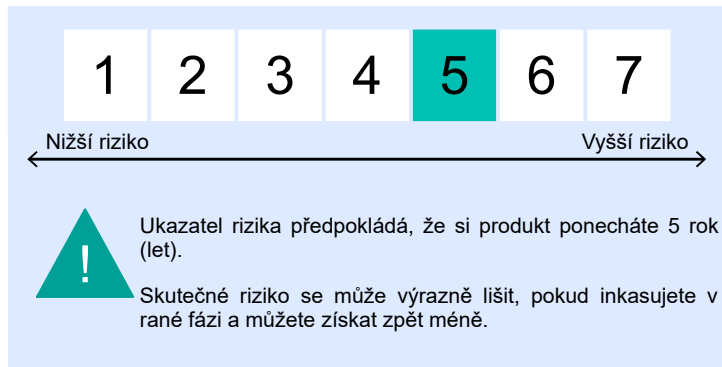 1 2 3 4 5 6 7
Nižší riziko Vyšší riziko
! Ukazatel rizika předpokládá, že si produkt ponecháte 5 rok
(let).
Skutečné riziko se může výrazně lišit, pokud inkasujete v
rané fázi a můžete získat zpět méně.